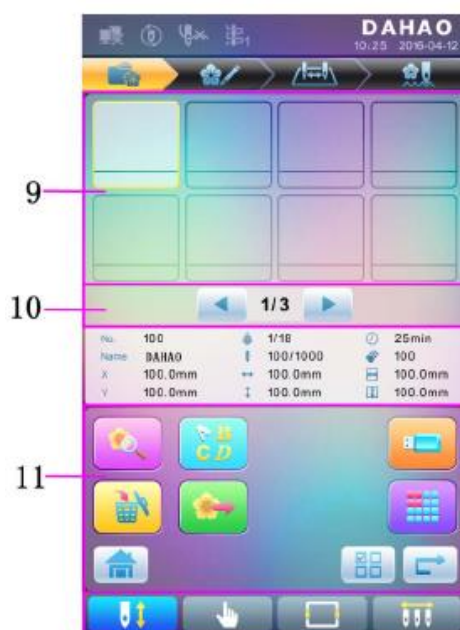 DAHAO
10:25 2016-04-12
9
10
1/3
No. 100 1/18 25min
Name DAHAO 100/1000 100
X 100.0mm 100.0mm 100.0mm
Y 100.0mm 100.0mm 100.0mm
11
A B
C D